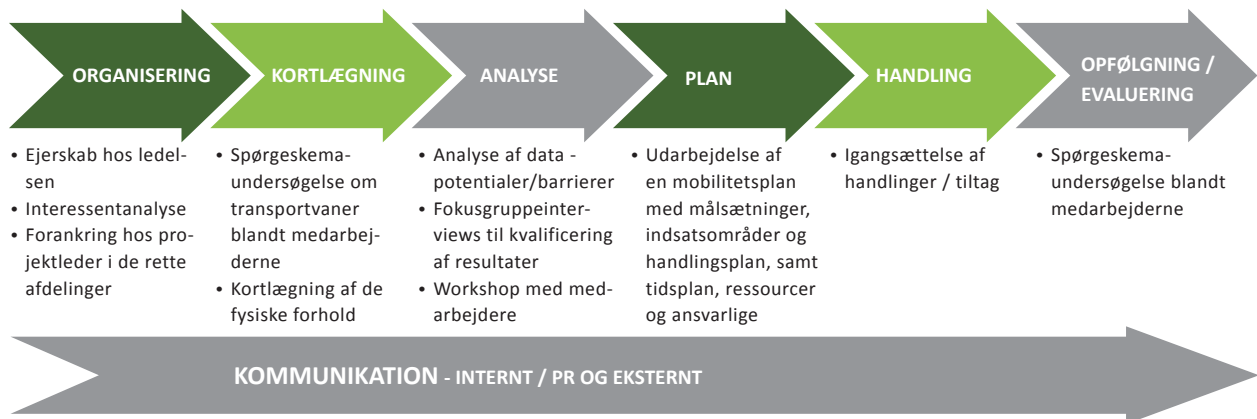 ORGANISERING
KORTLÆGNING
ANALYSE
PLAN
HANDLING
OPFØLGNING /
EVALUERING
• Ejerskab hos ledel-
sen
• Interessentanalyse
• Forankring hos pro-
jektleder i de rette
afdelinger
• Spørgeskema-
undersøgelse om
transportvaner
blandt medarbej-
derne
• Kortlægning af de
fysiske forhold
• Analyse af data -
potentialer/barrierer
• Fokusgruppeinter-
views til kvalificering
af resultater
• Workshop med med-
arbejdere
• Udarbejdelse af
en mobilitetsplan
med målsætninger,
indsatsområder og
handlingsplan, samt
tidsplan, ressourcer
og ansvarlige
• Igangsættelse af
handlinger / tiltag
• Spørgeskema-
undersøgelse blandt
medarbejderne
KOMMUNIKATION - INTERNT / PR OG EKSTERNT